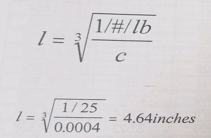 l = ∛((1/#/lb)/c)
l = ∛((1/25)/0.0004) = 4.64inches